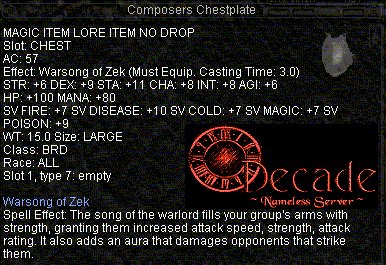 Composers Chestplate
MAGIC ITEM LORE ITEM NO DROP
Slot: CHEST
AC: 57
Effect: Warsong of Zek (Must Equip. Casting Time: 3.0)
STR: +6 DEX: +9 STA: +11 CHA: +8 INT: +8 AGI: +6
HP: +100 MANA: +80
SV FIRE: +7 SV DISEASE: +10 SV COLD: +7 SV MAGIC: +7 SV
POISON: +9
WT: 15.0 Size: LARGE
Class: BRD
Race: ALL
Slot 1, type 7: empty
Decade
~ Nameless Server ~
Warsong of Zek
Spell Effect: The song of the warlord fills your group's arms with
strength, granting them increased attack speed, strength, attack
rating. It also adds an aura that damages opponents that strike
them.